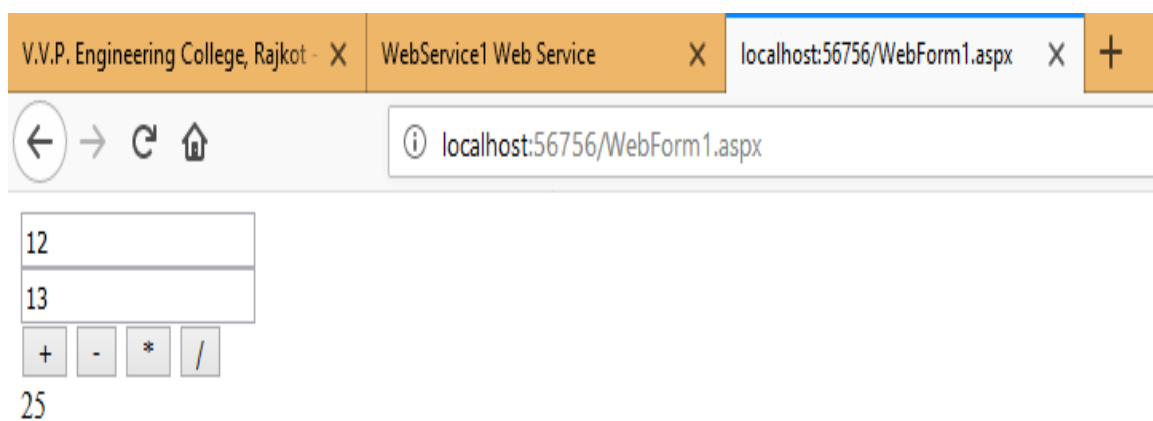 V.V.P. Engineering College, Rajkot -
WebService1 Web Service
localhost:56756/WebForm1.aspx
localhost:56756/WebForm1.aspx
12
13
+ - * /
25